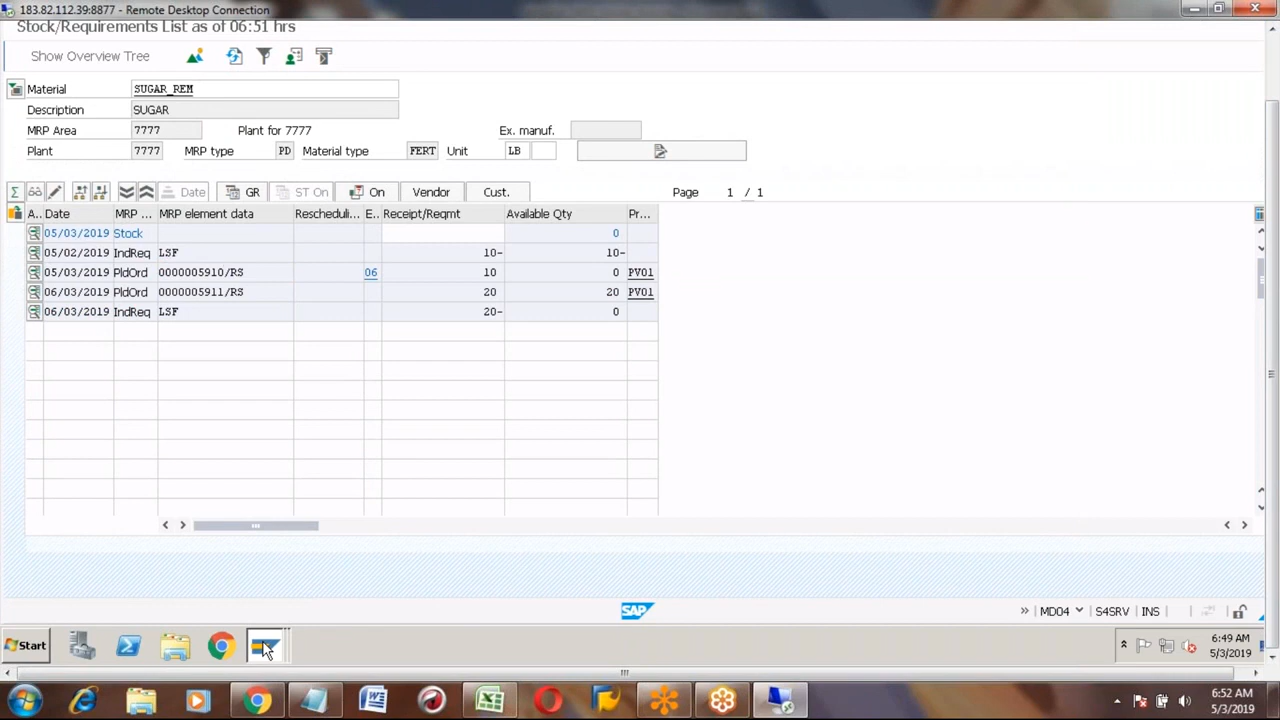 183.82.112.39:8877 - Remote Desktop Connection
Stock/Requirements List as of 06:51 hrs
Show Overview Tree
Material SUGAR_REM
Description SUGAR
MRP Area 7777 Plant for 7777 Ex. manuf.
Plant 7777 MRP type PD Material type FERT Unit LB
Date GR ST On On Vendor Cust. Page 1 / 1
A.. Date MRP ... MRP element data Rescheduli... E.. Receipt/Reqmt Available Qty Pr...
05/03/2019 Stock 0
05/02/2019 IndReq LSF 10- 10-
05/03/2019 PldOrd 0000005910/RS 06 10 0 PV01
06/03/2019 PldOrd 0000005911/RS 20 20 PV01
06/03/2019 IndReq LSF 20- 0
SAP
MD04 S4SRV INS
Start 6:49 AM
5/3/2019
6:52 AM
5/3/2019